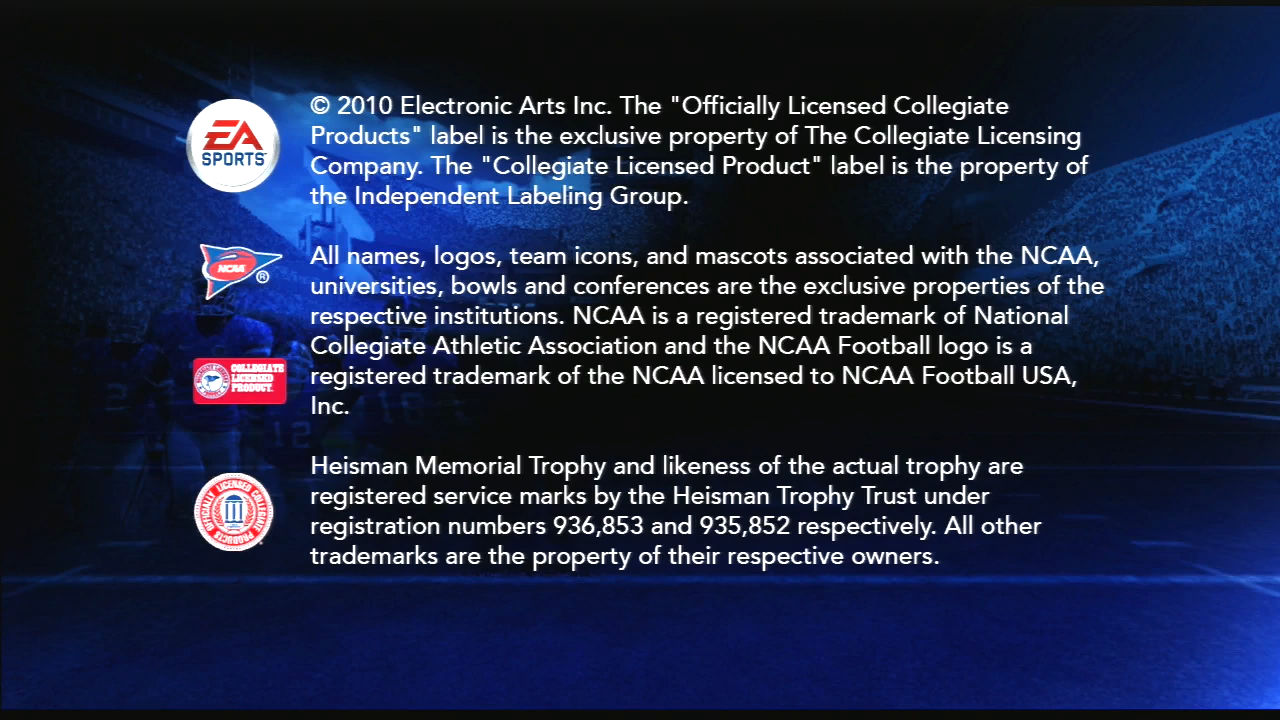 © 2010 Electronic Arts Inc. The "Officially Licensed Collegiate
Products" label is the exclusive property of The Collegiate Licensing
Company. The "Collegiate Licensed Product" label is the property of
the Independent Labeling Group.
EA
SPORTS™
All names, logos, team icons, and mascots associated with the NCAA,
universities, bowls and conferences are the exclusive properties of the
respective institutions. NCAA is a registered trademark of National
Collegiate Athletic Association and the NCAA Football logo is a
registered trademark of the NCAA licensed to NCAA Football USA,
Inc.
NCAA ®
COLLEGIATE
LICENSED
PRODUCT
Heisman Memorial Trophy and likeness of the actual trophy are
registered service marks by the Heisman Trophy Trust under
registration numbers 936,853 and 935,852 respectively. All other
trademarks are the property of their respective owners.
OFFICIALLY LICENSED COLLEGIATE PRODUCTS
12